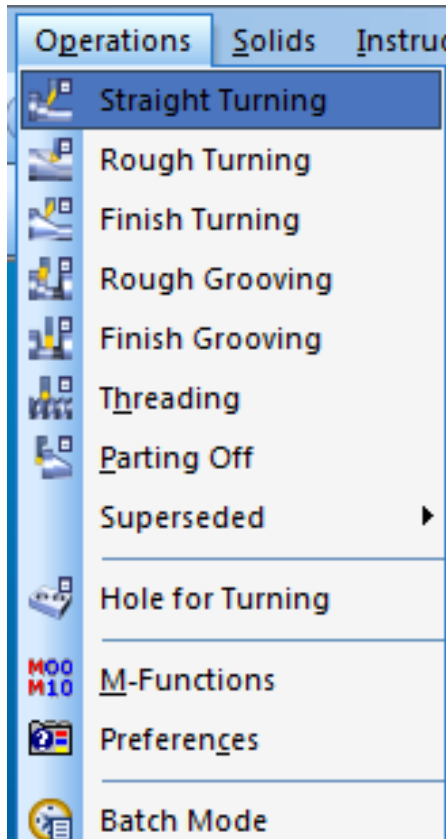 Operations Solids Instruc
Straight Turning
Rough Turning
Finish Turning
Rough Grooving
Finish Grooving
Threading
Parting Off
Superseded
Hole for Turning
M00
M10
M-Functions
Preferences
Batch Mode